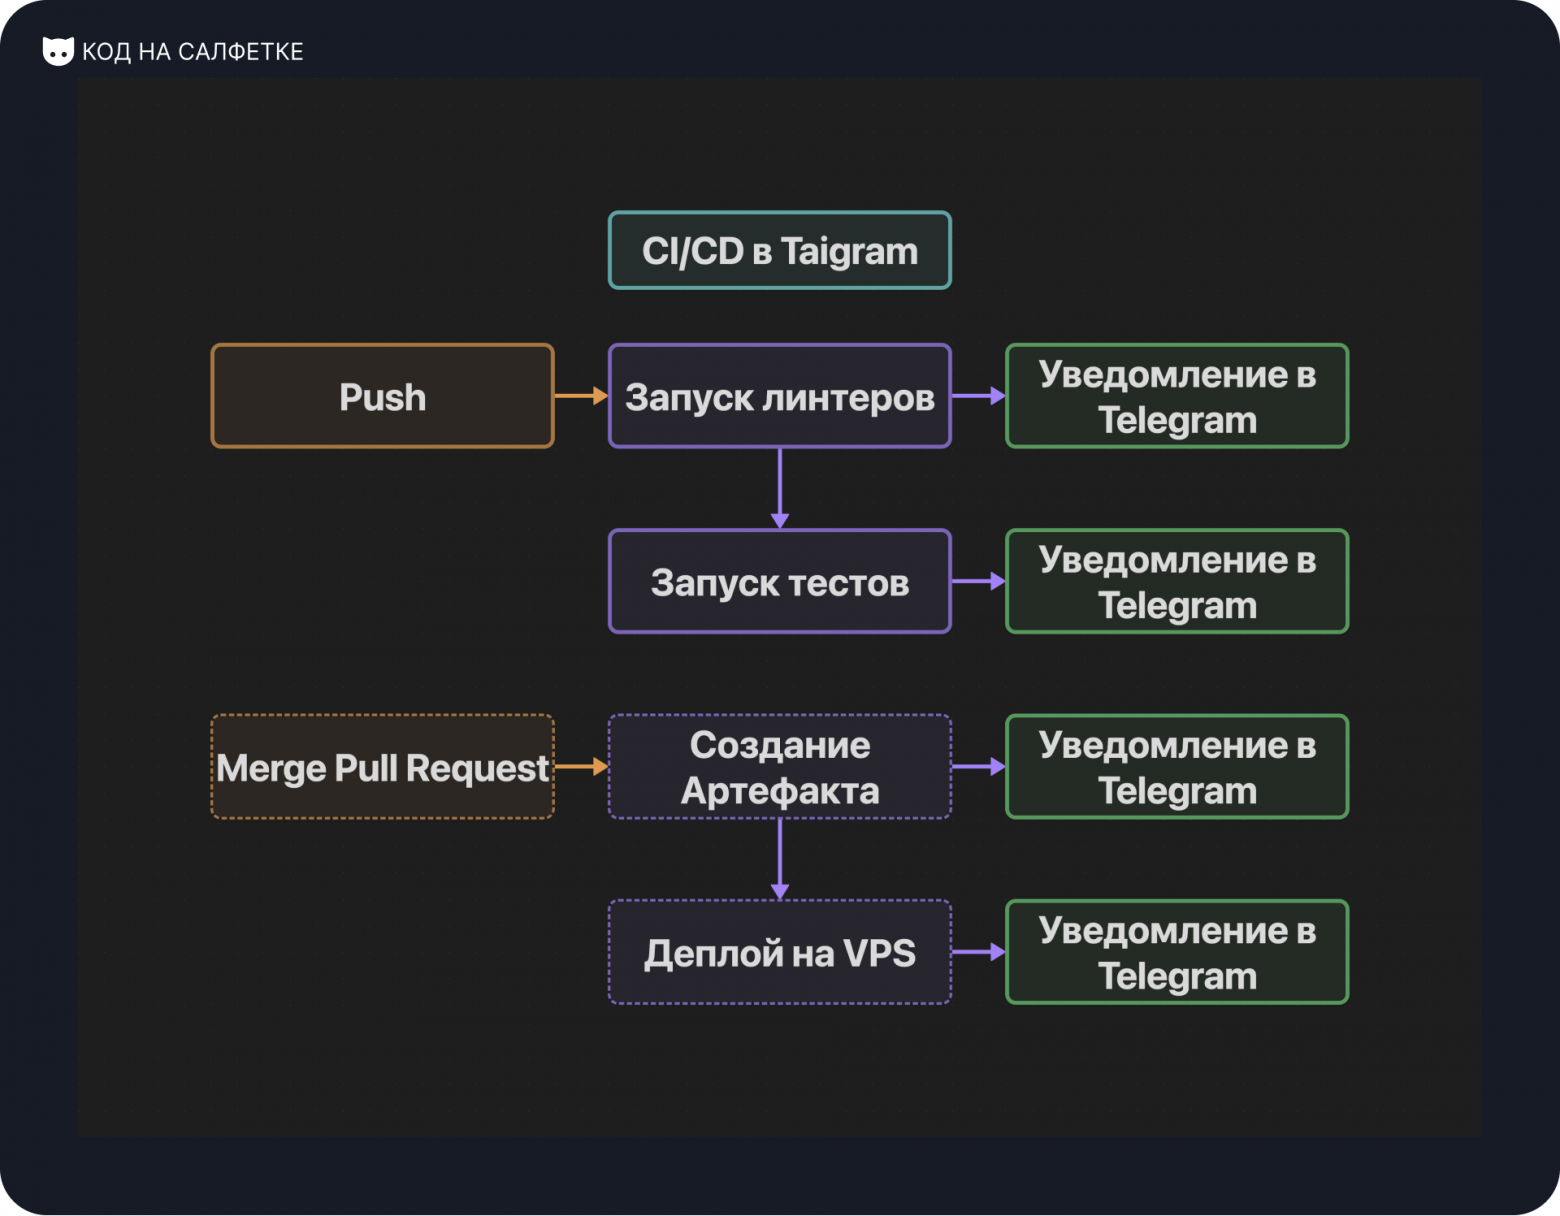 КОД НА САЛФЕТКЕ
CI/CD в Taigram
Push
Запуск линтеров
Уведомление в
Telegram
Запуск тестов
Уведомление в
Telegram
Merge Pull Request
Создание
Артефакта
Уведомление в
Telegram
Деплой на VPS
Уведомление в
Telegram